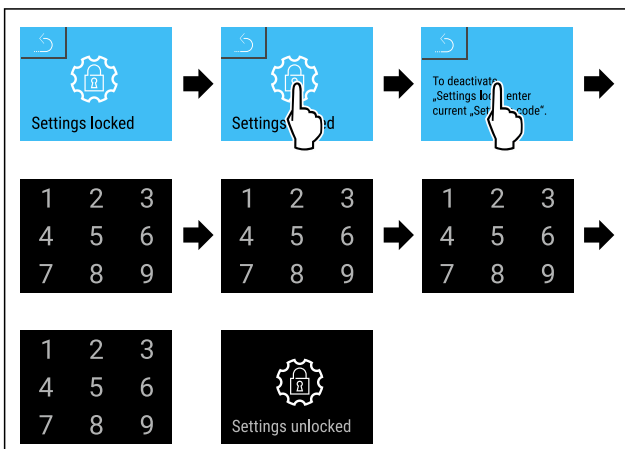 Settings locked
Settings
d
To deactivate
„Settings lo
enter
current „Set
code“.
1 2 3
4 5 6
7 8 9
1 2 3
4 5 6
7 8 9
1 2 3
4 5 6
7 8 9
1 2 3
4 5 6
7 8 9
Settings unlocked